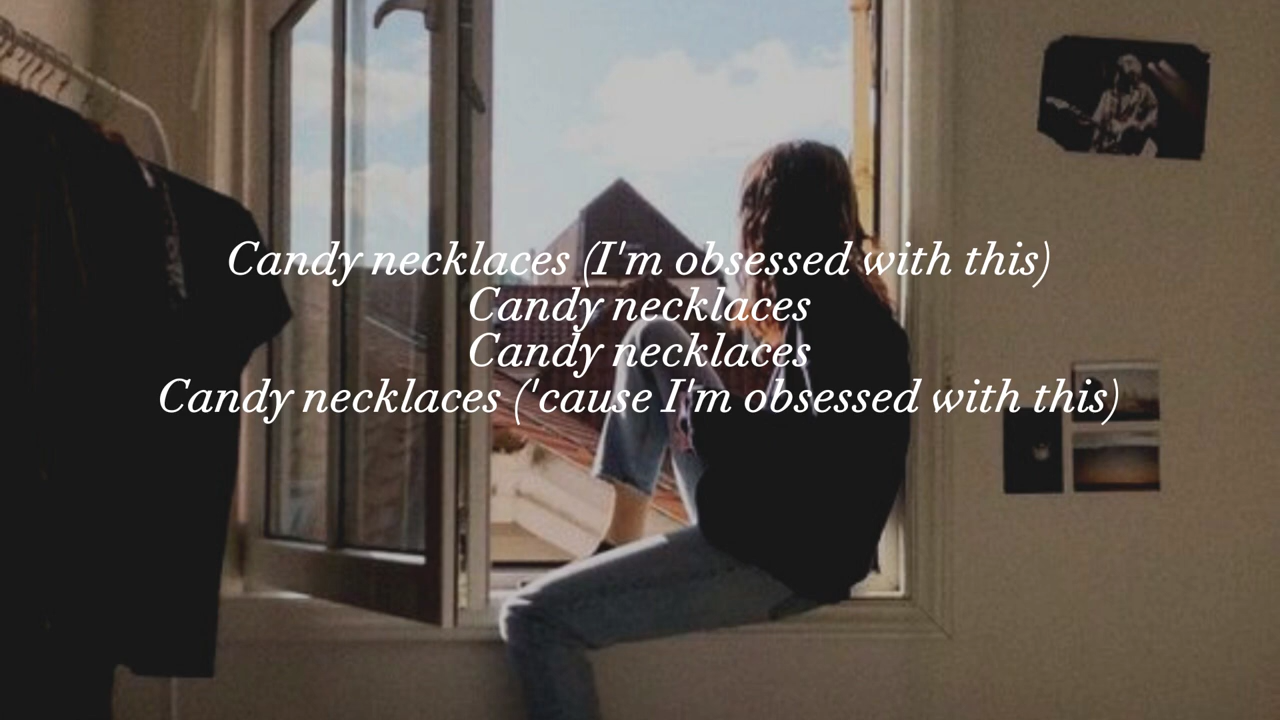 Candy necklaces (I'm obsessed with this)
Candy necklaces
Candy necklaces
Candy necklaces ('cause I'm obsessed with this)